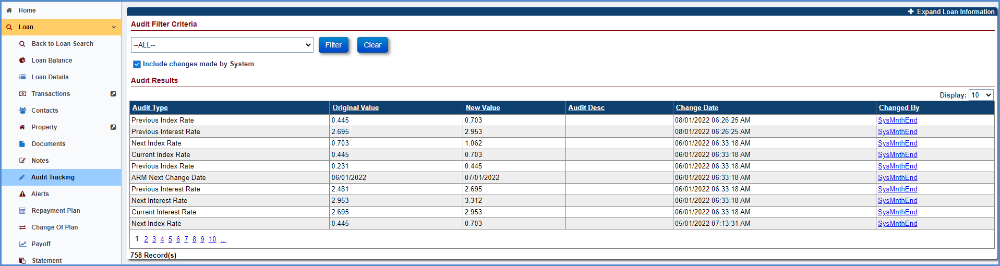 Home
Loan
Back to Loan Search
Loan Balance
Loan Details
Transactions
Contacts
Property
Documents
Notes
Audit Tracking
Alerts
Repayment Plan
Change Of Plan
Payoff
Statement
Expand Loan Information
Audit Filter Criteria
--ALL-- Filter Clear
Include changes made by System
Audit Results
Display: 10
Audit Type Original Value New Value Audit Desc Change Date Changed By
Previous Index Rate 0.445 0.703 08/01/2022 06:26:25 AM SysMnthEnd
Previous Interest Rate 2.695 2.953 08/01/2022 06:26:25 AM SysMnthEnd
Next Index Rate 0.703 1.062 06/01/2022 06:33:18 AM SysMnthEnd
Current Index Rate 0.445 0.703 06/01/2022 06:33:18 AM SysMnthEnd
Previous Index Rate 0.231 0.445 06/01/2022 06:33:18 AM SysMnthEnd
ARM Next Change Date 06/01/2022 07/01/2022 06/01/2022 06:33:18 AM SysMnthEnd
Previous Interest Rate 2.481 2.695 06/01/2022 06:33:18 AM SysMnthEnd
Next Interest Rate 2.953 3.312 06/01/2022 06:33:18 AM SysMnthEnd
Current Interest Rate 2.695 2.953 06/01/2022 06:33:18 AM SysMnthEnd
Next Index Rate 0.445 0.703 05/01/2022 07:13:31 AM SysMnthEnd
1 2 3 4 5 6 7 8 9 10 ...
758 Record(s)